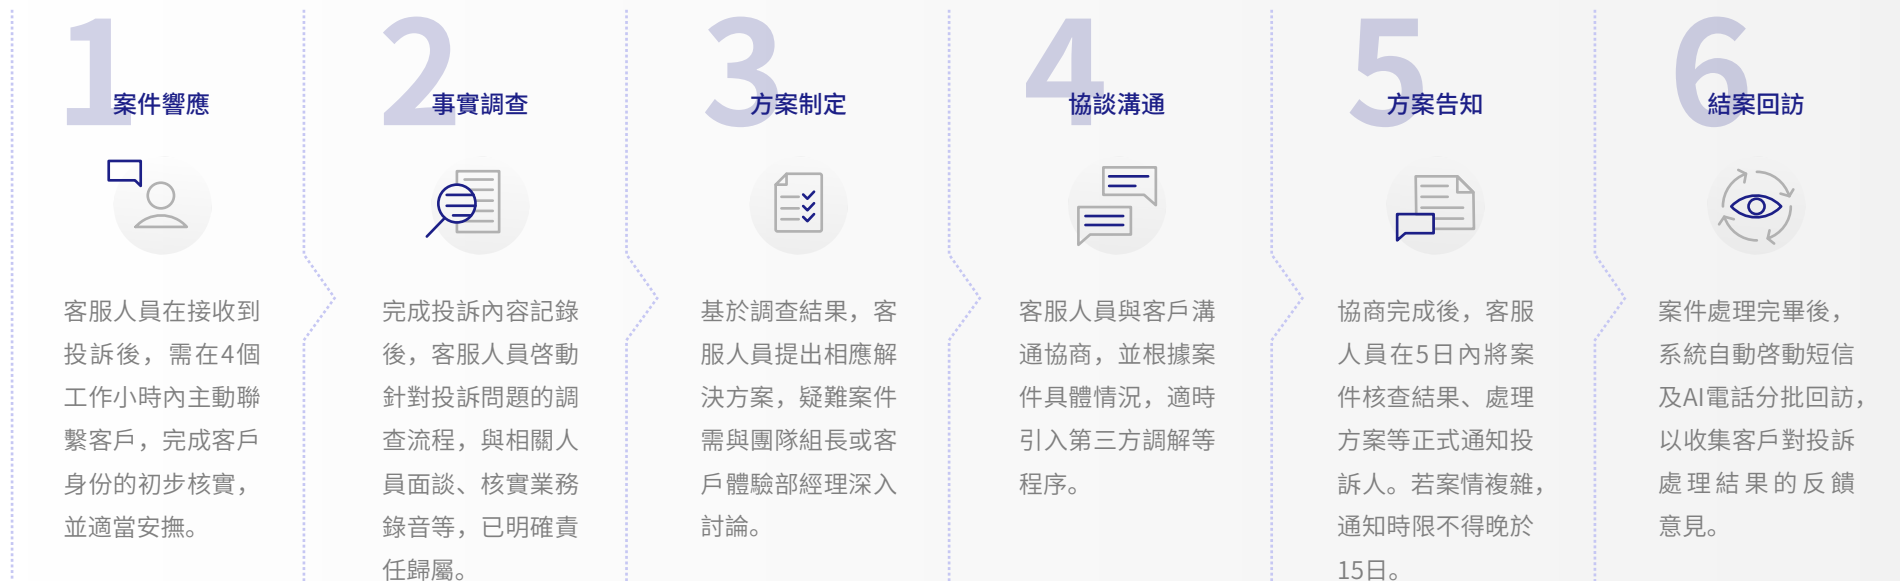 1
案件響應
客服人員在接收到
投訴後，需在4個
工作小時內主動聯
繫客戶，完成客戶
身份的初步核實，
並適當安撫。
2
事實調查
完成投訴內容記錄
後，客服人員啓動
針對投訴問題的調
查流程，與相關人
員面談、核實業務
錄音等，已明確責
任歸屬。
3
方案制定
基於調查結果，客
服人員提出相應解
決方案，疑難案件
需與團隊組長或客
戶體驗部經理深入
討論。
4
協談溝通
客服人員與客戶溝
通協商，並根據案
件具體情況，適時
引入第三方調解等
程序。
5
方案告知
協商完成後，客服
人員在5日內將案
件核查結果、處理
方案等正式通知投
訴人。若案情複雜，
通知時限不得晚於
15日。
6
結案回訪
案件處理完畢後，
系統自動啓動短信
及AI電話分批回訪，
以收集客戶對投訴
處理結果的反饋
意見。